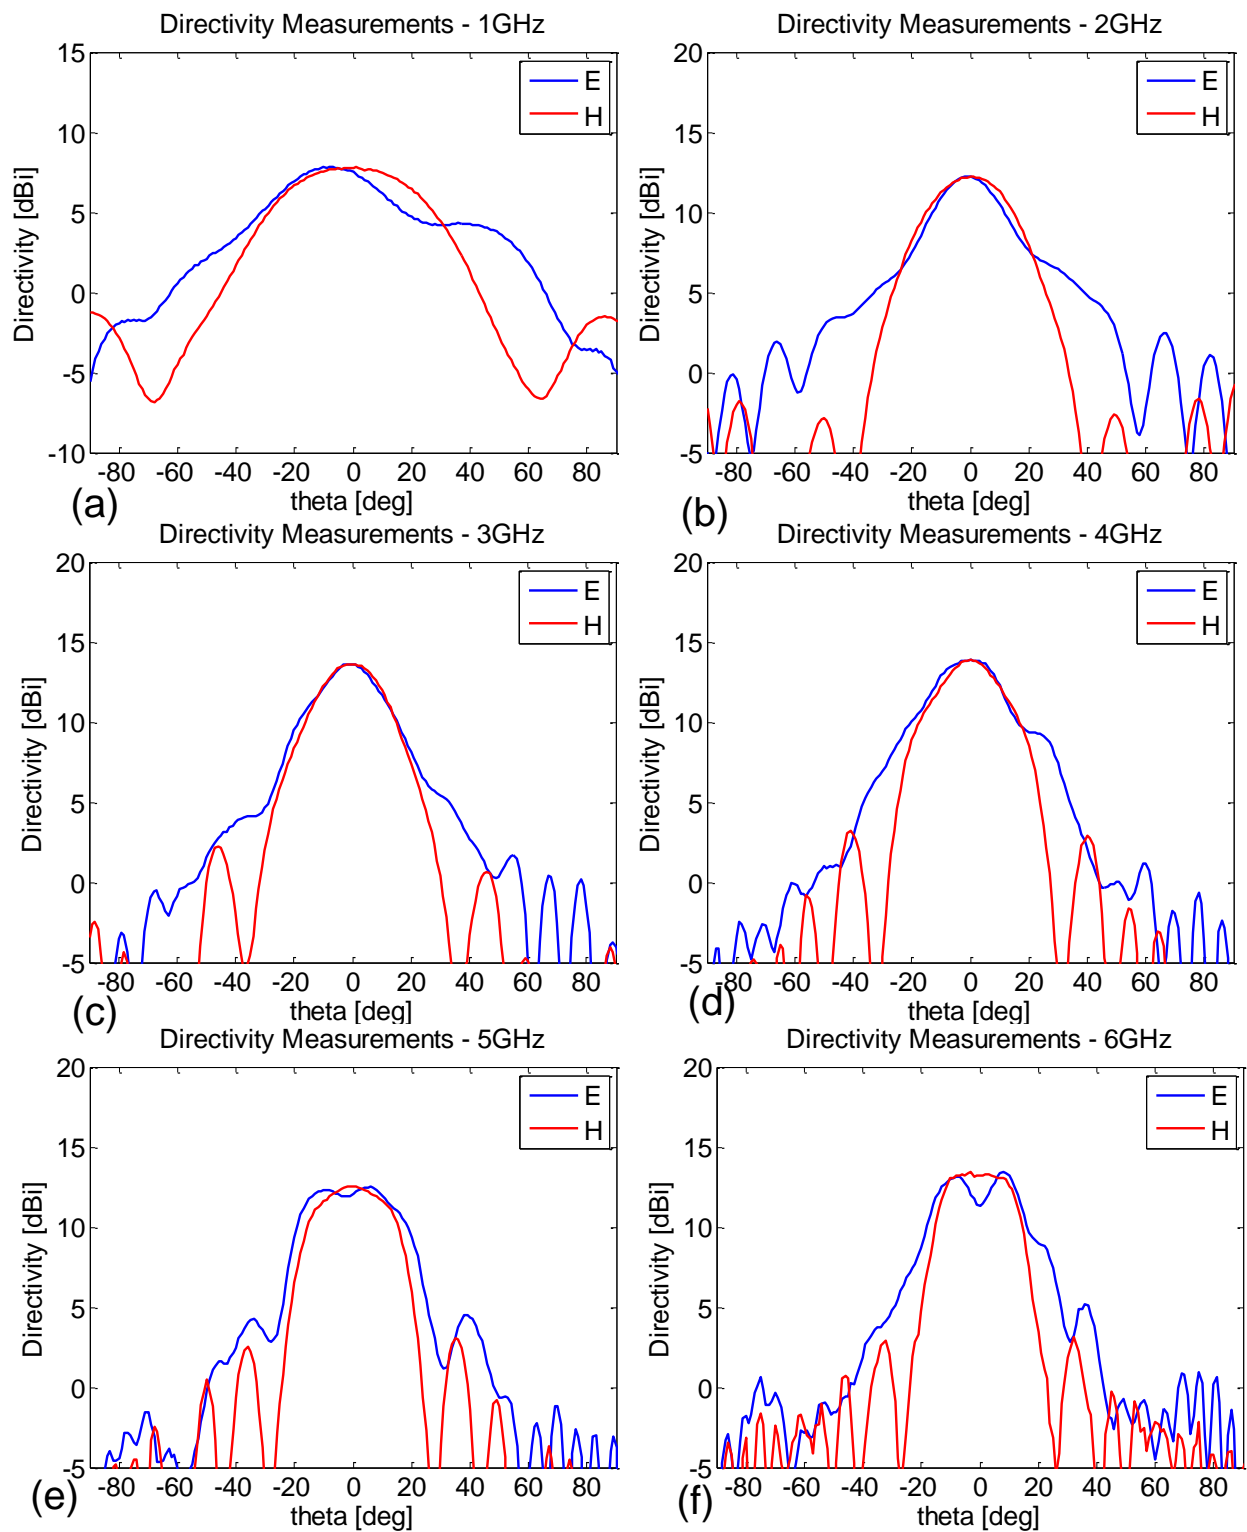 Directivity Measurements - 1GHz
15
10
5
0
-5
-10
Directivity [dBi]
E
H
-80 -60 -40 -20 0 20 40 60 80
theta [deg]
(a)
Directivity Measurements - 2GHz
20
15
10
5
0
-5
Directivity [dBi]
E
H
-80 -60 -40 -20 0 20 40 60 80
theta [deg]
(b)
Directivity Measurements - 3GHz
20
15
10
5
0
-5
Directivity [dBi]
E
H
-80 -60 -40 -20 0 20 40 60 80
theta [deg]
(c)
Directivity Measurements - 4GHz
20
15
10
5
0
-5
Directivity [dBi]
E
H
-80 -60 -40 -20 0 20 40 60 80
theta [deg]
(d)
Directivity Measurements - 5GHz
20
15
10
5
0
-5
Directivity [dBi]
E
H
-80 -60 -40 -20 0 20 40 60 80
theta [deg]
(e)
Directivity Measurements - 6GHz
20
15
10
5
0
-5
Directivity [dBi]
E
H
-80 -60 -40 -20 0 20 40 60 80
theta [deg]
(f)